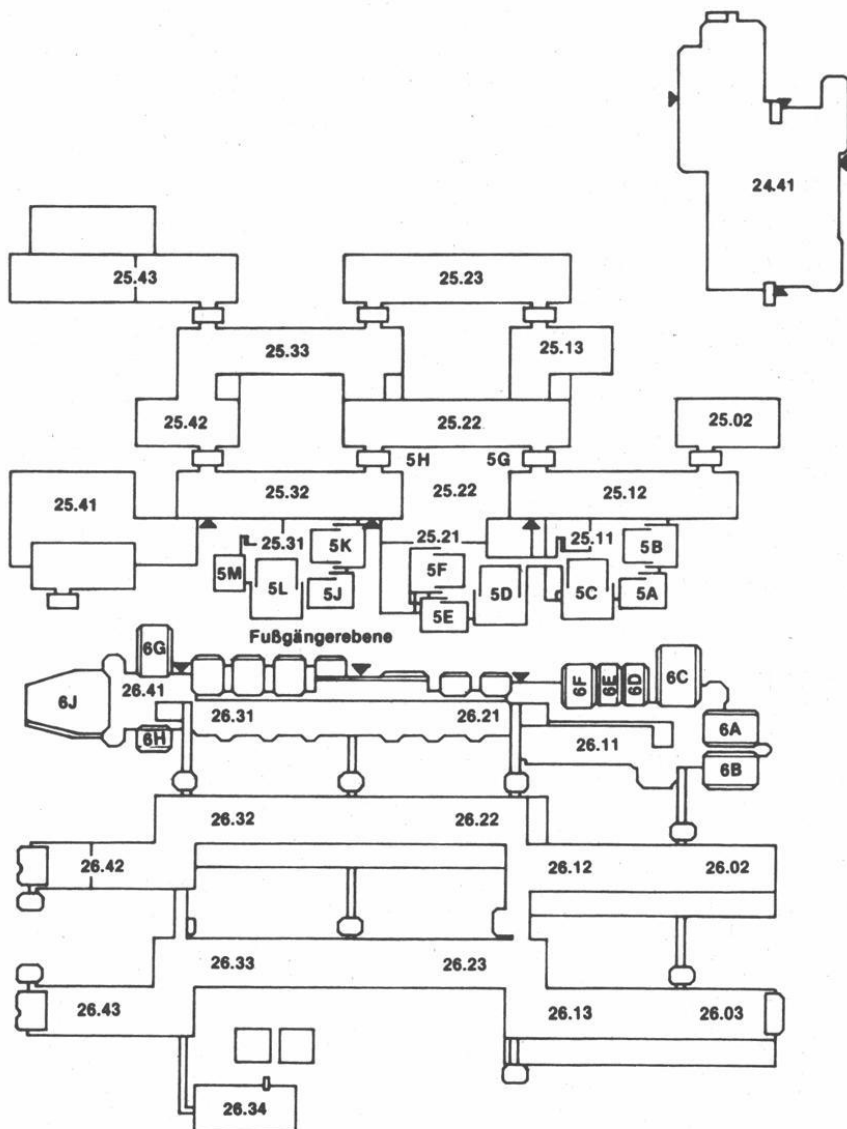 24.41
25.43
25.23
25.33
25.13
25.42
25.22
25.02
5H
5G
25.41
25.32
25.22
25.12
25.31
5K
25.21
25.11
5B
5M
5L
5J
5F
5E
5D
5C
5A
Fußgängerebene
6G
6J
26.41
6H
26.31
26.21
6F
6E
6D
6C
6A
26.11
6B
26.32
26.22
26.42
26.12
26.02
26.33
26.23
26.43
26.13
26.03
26.34